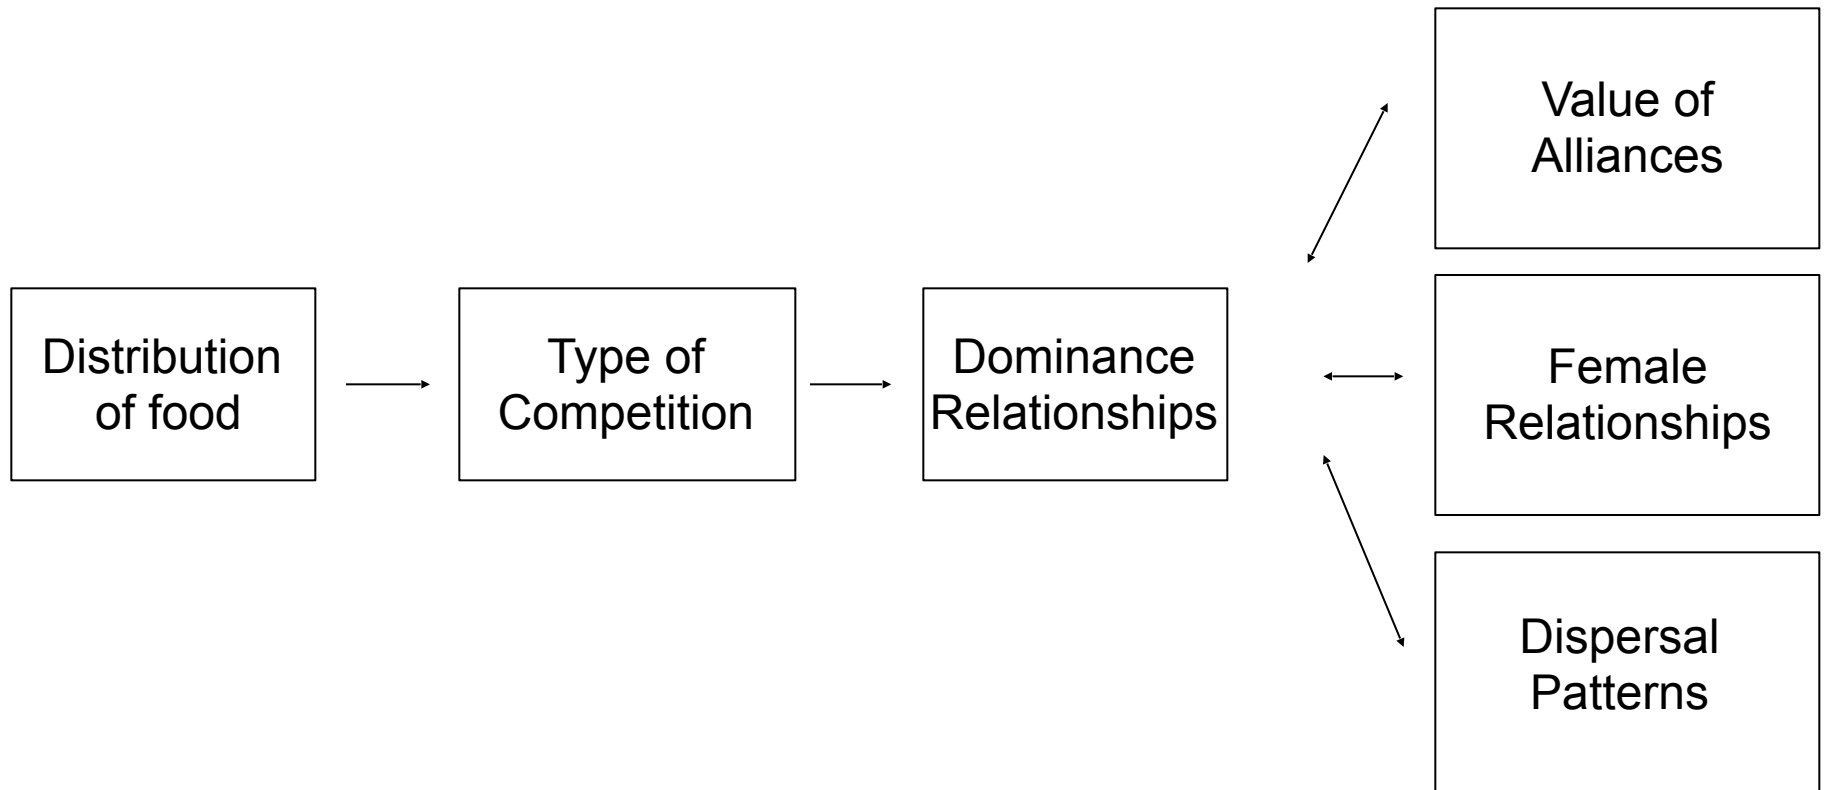 Distribution
of food
Type of
Competition
Dominance
Relationships
Value of
Alliances
Female
Relationships
Dispersal
Patterns